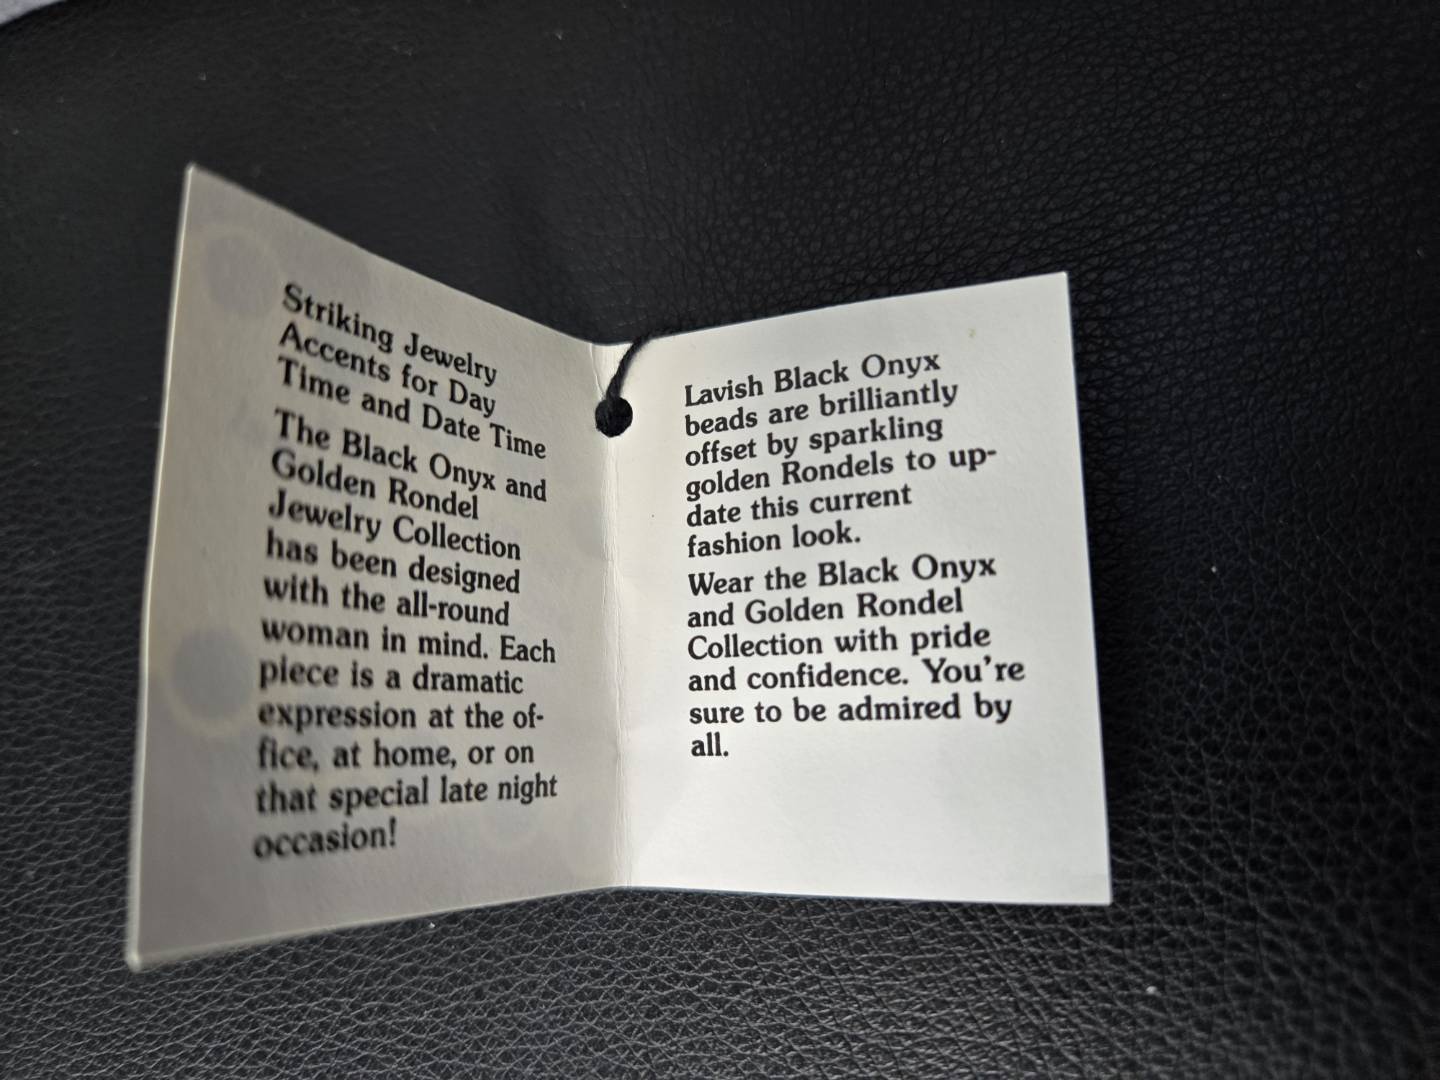 Striking Jewelry
Accents for Day
Time and Date Time
The Black Onyx and
Golden Rondel
Jewelry Collection
has been designed
with the all-round
woman in mind. Each
piece is a dramatic
expression at the of-
fice, at home, or on
that special late night
occasion!
Lavish Black Onyx
beads are brilliantly
offset by sparkling
golden Rondels to up-
date this current
fashion look.
Wear the Black Onyx
and Golden Rondel
Collection with pride
and confidence. You're
sure to be admired by
all.